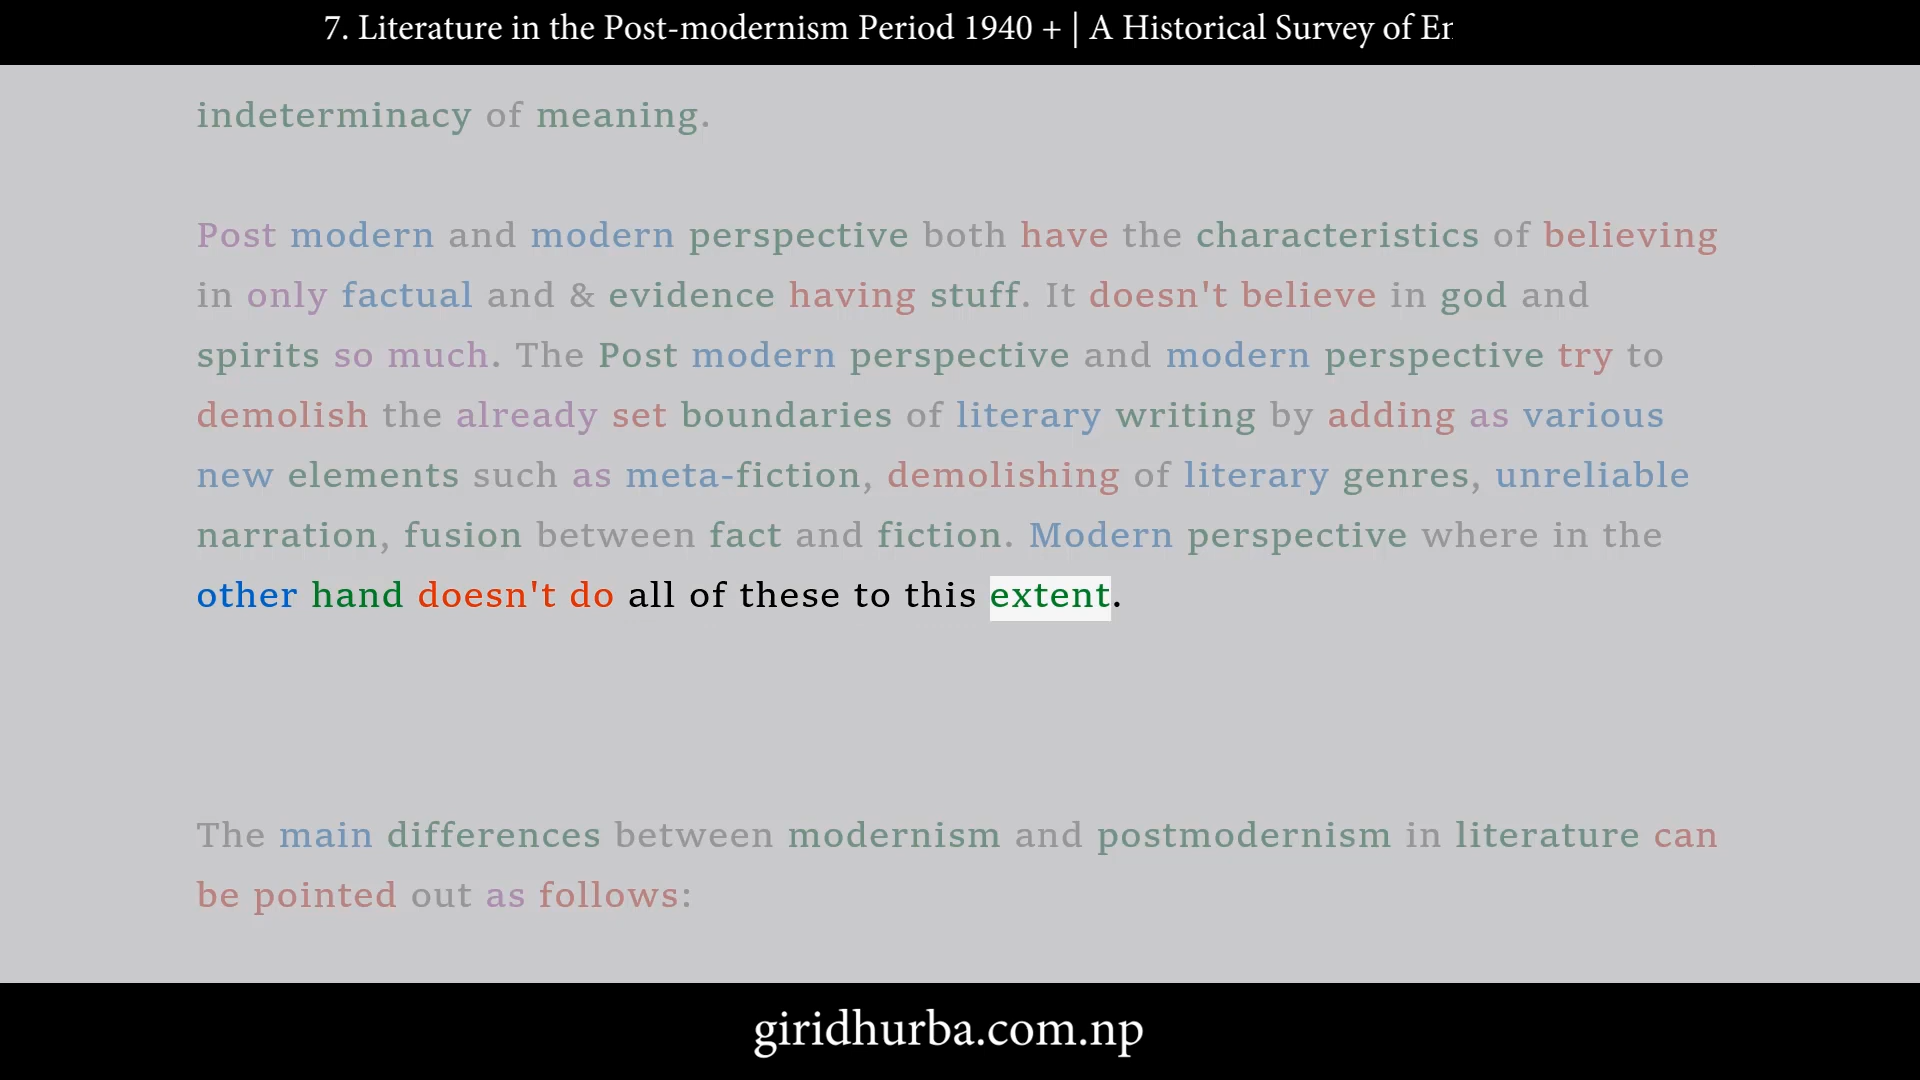 7. Literature in the Post-modernism Period 1940 + | A Historical Survey of
indeterminacy of meaning.
Post modern and modern perspective both have the characteristics of believing
in only factual and & evidence having stuff. It doesn't believe in god and
spirits so much. The Post modern perspective and modern perspective try to
demolish the already set boundaries of literary writing by adding as various
new elements such as meta-fiction, demolishing of literary genres, unreliable
narration, fusion between fact and fiction. Modern perspective where in the
other hand doesn't do all of these to this extent.
The main differences between modernism and postmodernism in literature can
be pointed out as follows:
giridhurba.com.np